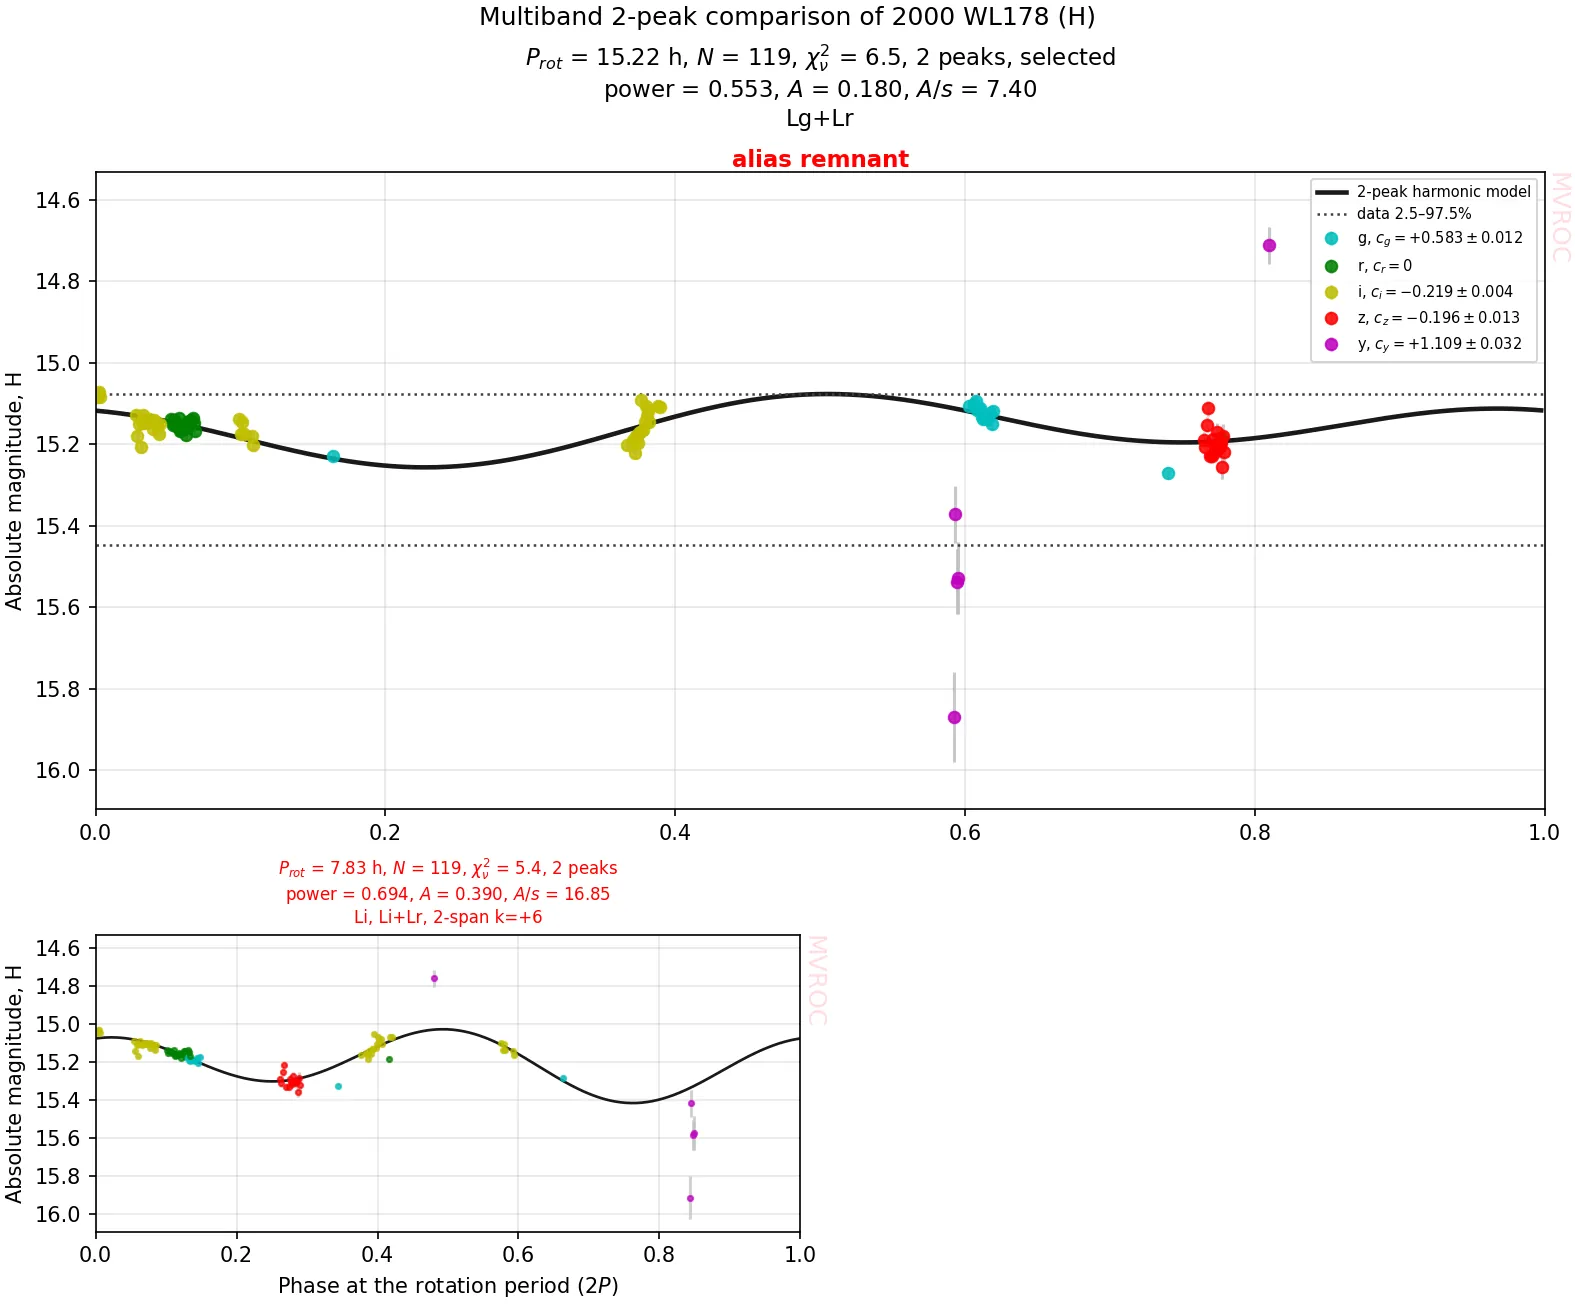 Multiband 2-peak comparison of 2000 WL178 (H)
P_rot = 15.22 h, N = 119, χ²_ν = 6.5, 2 peaks, selected
power = 0.553, A = 0.180, A/s = 7.40
Lg+Lr
alias remnant
MVROC
2-peak harmonic model
data 2.5–97.5%
g, c_g = +0.583 ± 0.012
r, c_r = 0
i, c_i = −0.219 ± 0.004
z, c_z = −0.196 ± 0.013
y, c_y = +1.109 ± 0.032
Absolute magnitude, H
14.6
14.8
15.0
15.2
15.4
15.6
15.8
16.0
0.0 0.2 0.4 0.6 0.8 1.0
P_rot = 7.83 h, N = 119, χ²_ν = 5.4, 2 peaks
power = 0.694, A = 0.390, A/s = 16.85
Li, Li+Lr, 2-span k=+6
MVROC
Absolute magnitude, H
14.6
14.8
15.0
15.2
15.4
15.6
15.8
16.0
0.0 0.2 0.4 0.6 0.8 1.0
Phase at the rotation period (2P)